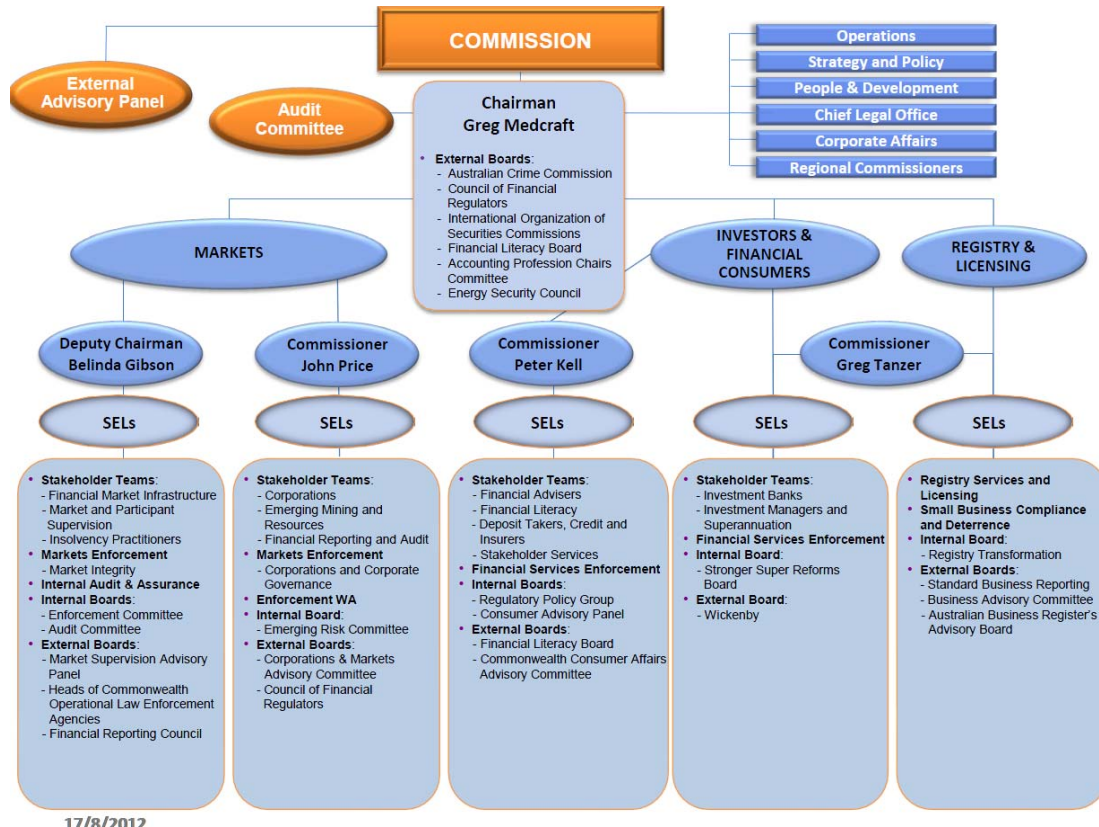 COMMISSION
External
Advisory Panel
Audit
Committee
Operations
Strategy and Policy
People & Development
Chief Legal Office
Corporate Affairs
Regional Commissioners
Chairman
Greg Medcraft
• External Boards:
- Australian Crime Commission
- Council of Financial
Regulators
- International Organization of
Securities Commissions
- Financial Literacy Board
- Accounting Profession Chairs
Committee
- Energy Security Council
MARKETS
INVESTORS &
FINANCIAL
CONSUMERS
REGISTRY &
LICENSING
Deputy Chairman
Belinda Gibson
Commissioner
John Price
Commissioner
Peter Kell
Commissioner
Greg Tanzer
SELs
SELs
SELs
SELs
SELs
• Stakeholder Teams:
- Financial Market Infrastructure
- Market and Participant
Supervision
- Insolvency Practitioners
• Markets Enforcement
- Market Integrity
• Internal Audit & Assurance
• Internal Boards:
- Enforcement Committee
- Audit Committee
• External Boards:
- Market Supervision Advisory
Panel
- Heads of Commonwealth
Operational Law Enforcement
Agencies
- Financial Reporting Council
• Stakeholder Teams:
- Corporations
- Emerging Mining and
Resources
- Financial Reporting and Audit
• Markets Enforcement
- Corporations and Corporate
Governance
• Enforcement WA
• Internal Board:
- Emerging Risk Committee
• External Boards:
- Corporations & Markets
Advisory Committee
- Council of Financial
Regulators
• Stakeholder Teams:
- Financial Advisers
- Financial Literacy
- Deposit Takers, Credit and
Insurers
- Stakeholder Services
• Financial Services Enforcement
• Internal Boards:
- Regulatory Policy Group
- Consumer Advisory Panel
• External Boards:
- Financial Literacy Board
- Commonwealth Consumer Affairs
Advisory Committee
• Stakeholder Teams:
- Investment Banks
- Investment Managers and
Superannuation
• Financial Services Enforcement
• Internal Board:
- Stronger Super Reforms
Board
• External Board:
- Wickenby
• Registry Services and
Licensing
• Small Business Compliance
and Deterrence
• Internal Board:
- Registry Transformation
• External Boards:
- Standard Business Reporting
- Business Advisory Committee
- Australian Business Register's
Advisory Board
17/8/2012